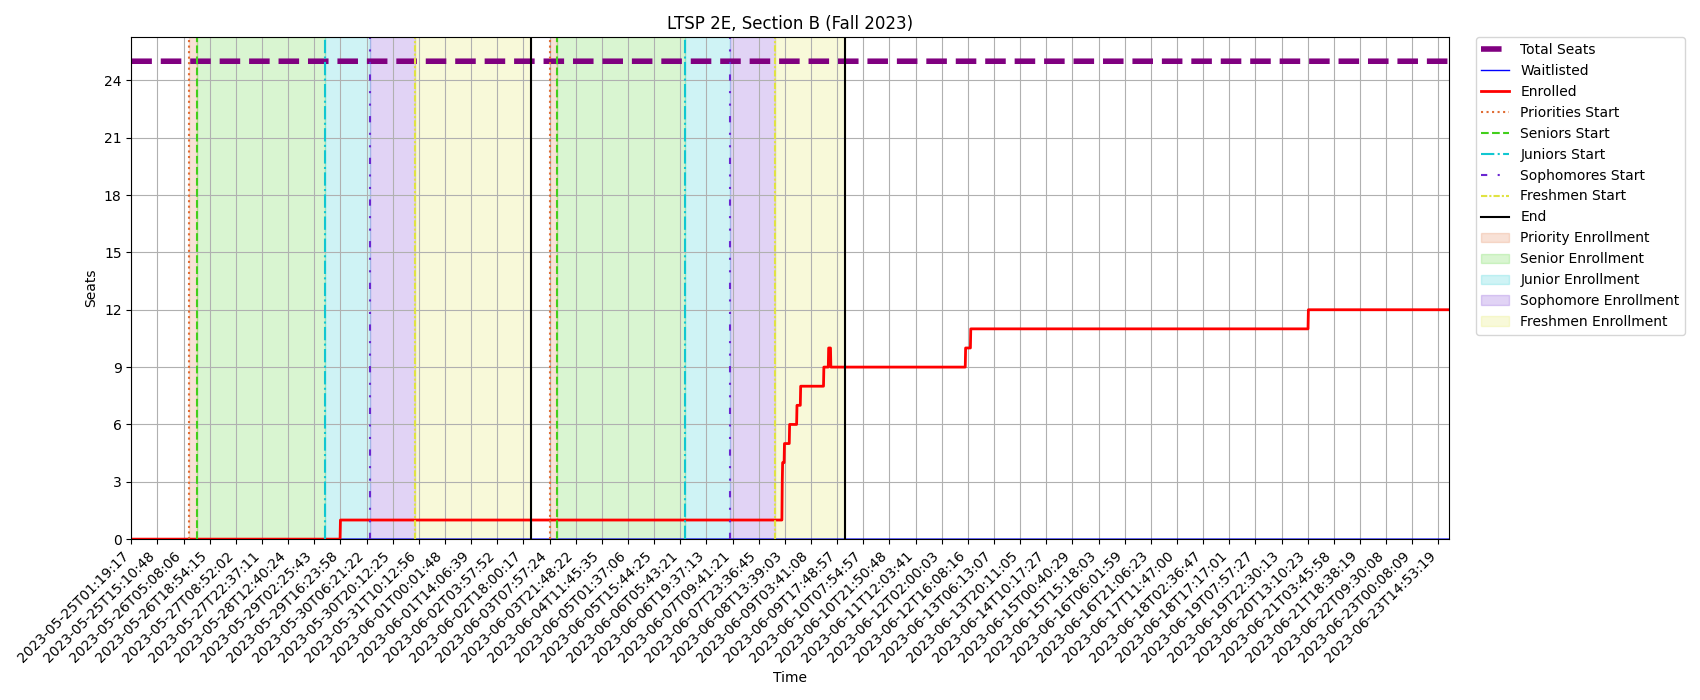 LTSP 2E, Section B (Fall 2023)
Seats
24
21
18
15
12
9
6
3
0
2023-05-25T01:19:17
2023-05-25T15:10:48
2023-05-26T05:08:06
2023-05-26T18:54:15
2023-05-27T08:52:02
2023-05-27T22:37:11
2023-05-28T12:40:24
2023-05-29T02:25:43
2023-05-29T16:23:58
2023-05-30T06:21:22
2023-05-30T20:12:25
2023-05-31T10:12:56
2023-06-01T00:01:48
2023-06-01T14:06:39
2023-06-02T03:57:52
2023-06-02T18:00:17
2023-06-03T07:57:24
2023-06-03T21:48:22
2023-06-04T11:45:35
2023-06-05T01:37:06
2023-06-05T15:44:25
2023-06-06T05:43:21
2023-06-06T19:37:13
2023-06-07T09:41:21
2023-06-07T23:36:45
2023-06-08T13:39:03
2023-06-09T03:41:08
2023-06-09T17:48:57
2023-06-10T07:54:57
2023-06-10T21:50:48
2023-06-11T12:03:41
2023-06-12T02:00:03
2023-06-12T16:08:16
2023-06-13T06:13:07
2023-06-13T20:11:05
2023-06-14T10:17:27
2023-06-15T00:40:29
2023-06-15T15:18:03
2023-06-16T06:01:59
2023-06-16T21:06:23
2023-06-17T11:47:00
2023-06-18T02:36:47
2023-06-18T17:17:01
2023-06-19T07:57:27
2023-06-19T22:30:13
2023-06-20T13:10:23
2023-06-21T03:45:58
2023-06-21T18:38:19
2023-06-22T09:30:08
2023-06-23T00:08:09
2023-06-23T14:53:19
Time
Total Seats
Waitlisted
Enrolled
Priorities Start
Seniors Start
Juniors Start
Sophomores Start
Freshmen Start
End
Priority Enrollment
Senior Enrollment
Junior Enrollment
Sophomore Enrollment
Freshmen Enrollment